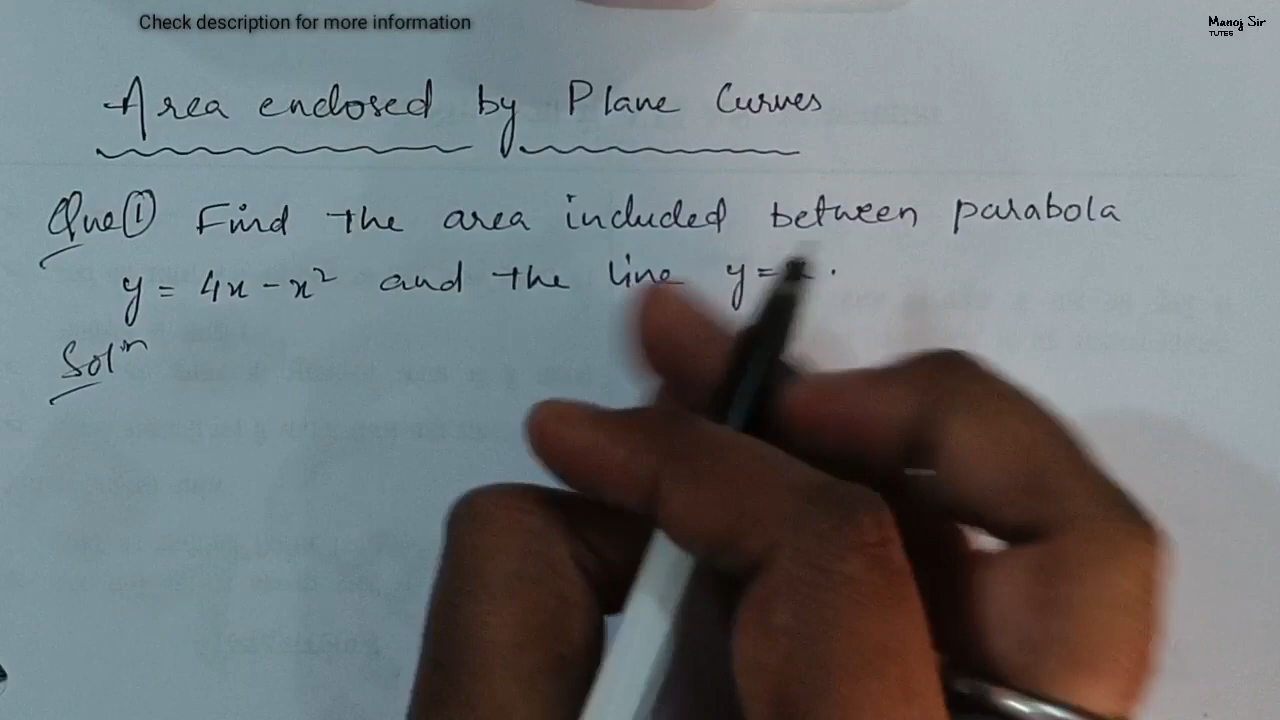 Check description for more information
Manoj Sir
TUTES
Area enclosed by Plane Curves
Que ① Find the area included between parabola
y = 4x - x² and the line y = x.
Solⁿ